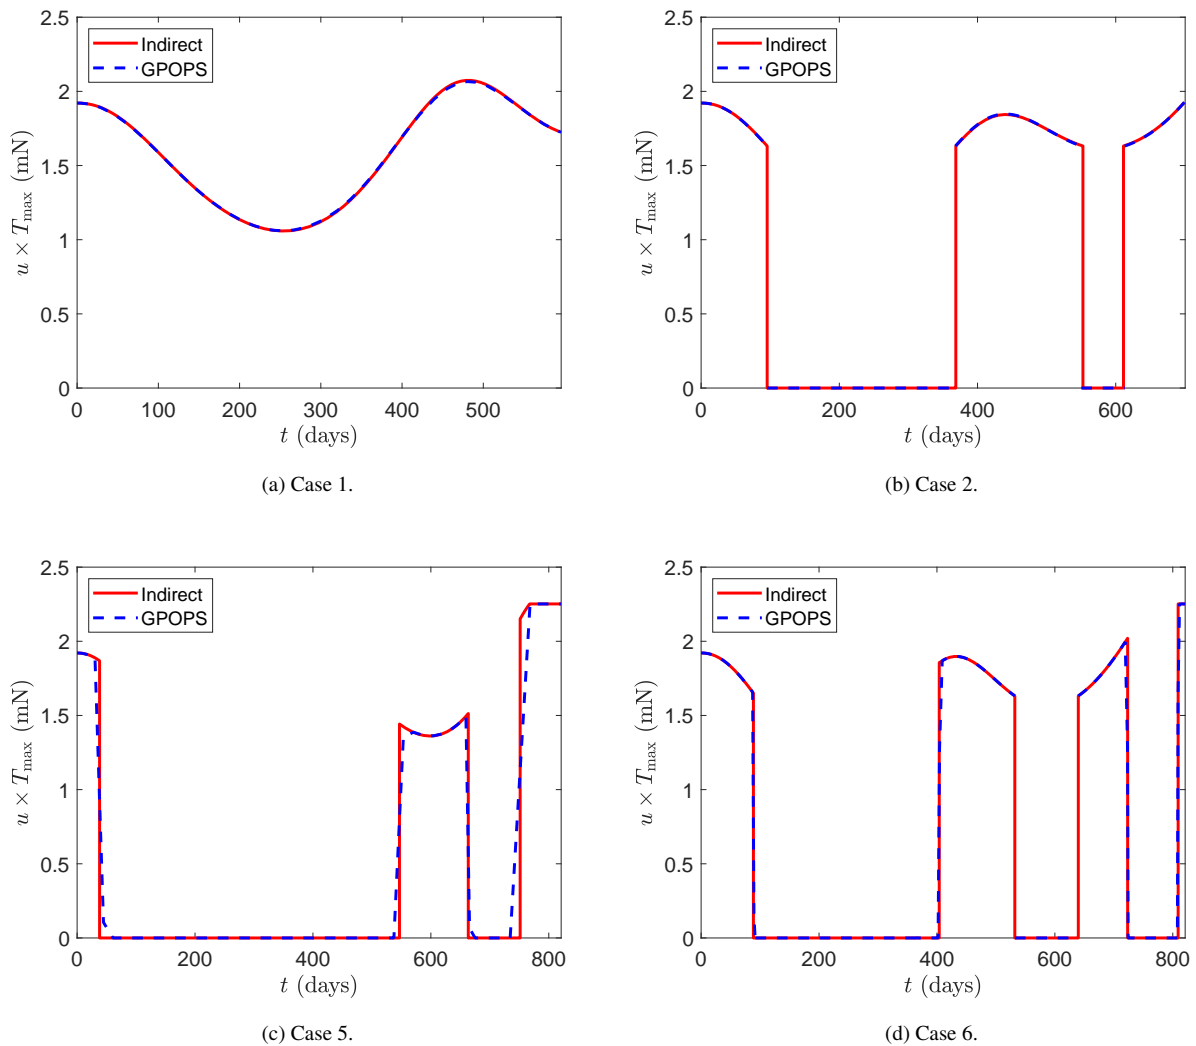 2.5
2
1.5
1
0.5
0
0 100 200 300 400 500
u × T_max (mN)
t (days)
Indirect
GPOPS
(a) Case 1.
2.5
2
1.5
1
0.5
0
0 200 400 600
u × T_max (mN)
t (days)
Indirect
GPOPS
(b) Case 2.
2.5
2
1.5
1
0.5
0
0 200 400 600 800
u × T_max (mN)
t (days)
Indirect
GPOPS
(c) Case 5.
2.5
2
1.5
1
0.5
0
0 200 400 600 800
u × T_max (mN)
t (days)
Indirect
GPOPS
(d) Case 6.